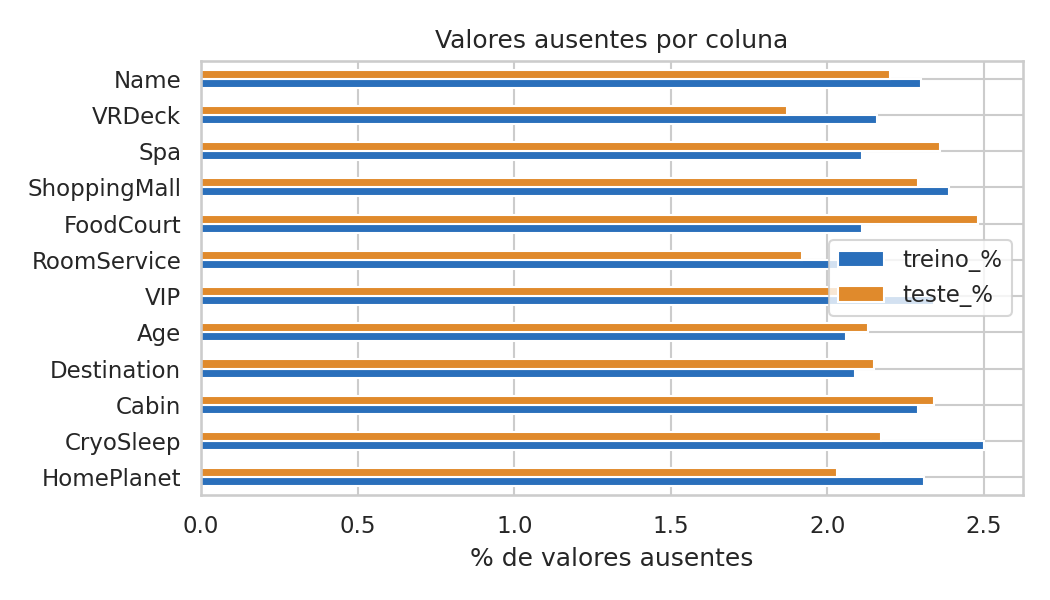 Valores ausentes por coluna
Name
VRDeck
Spa
ShoppingMall
FoodCourt
RoomService
VIP
Age
Destination
Cabin
CryoSleep
HomePlanet
treino_%
teste_%
0.0 0.5 1.0 1.5 2.0 2.5
% de valores ausentes